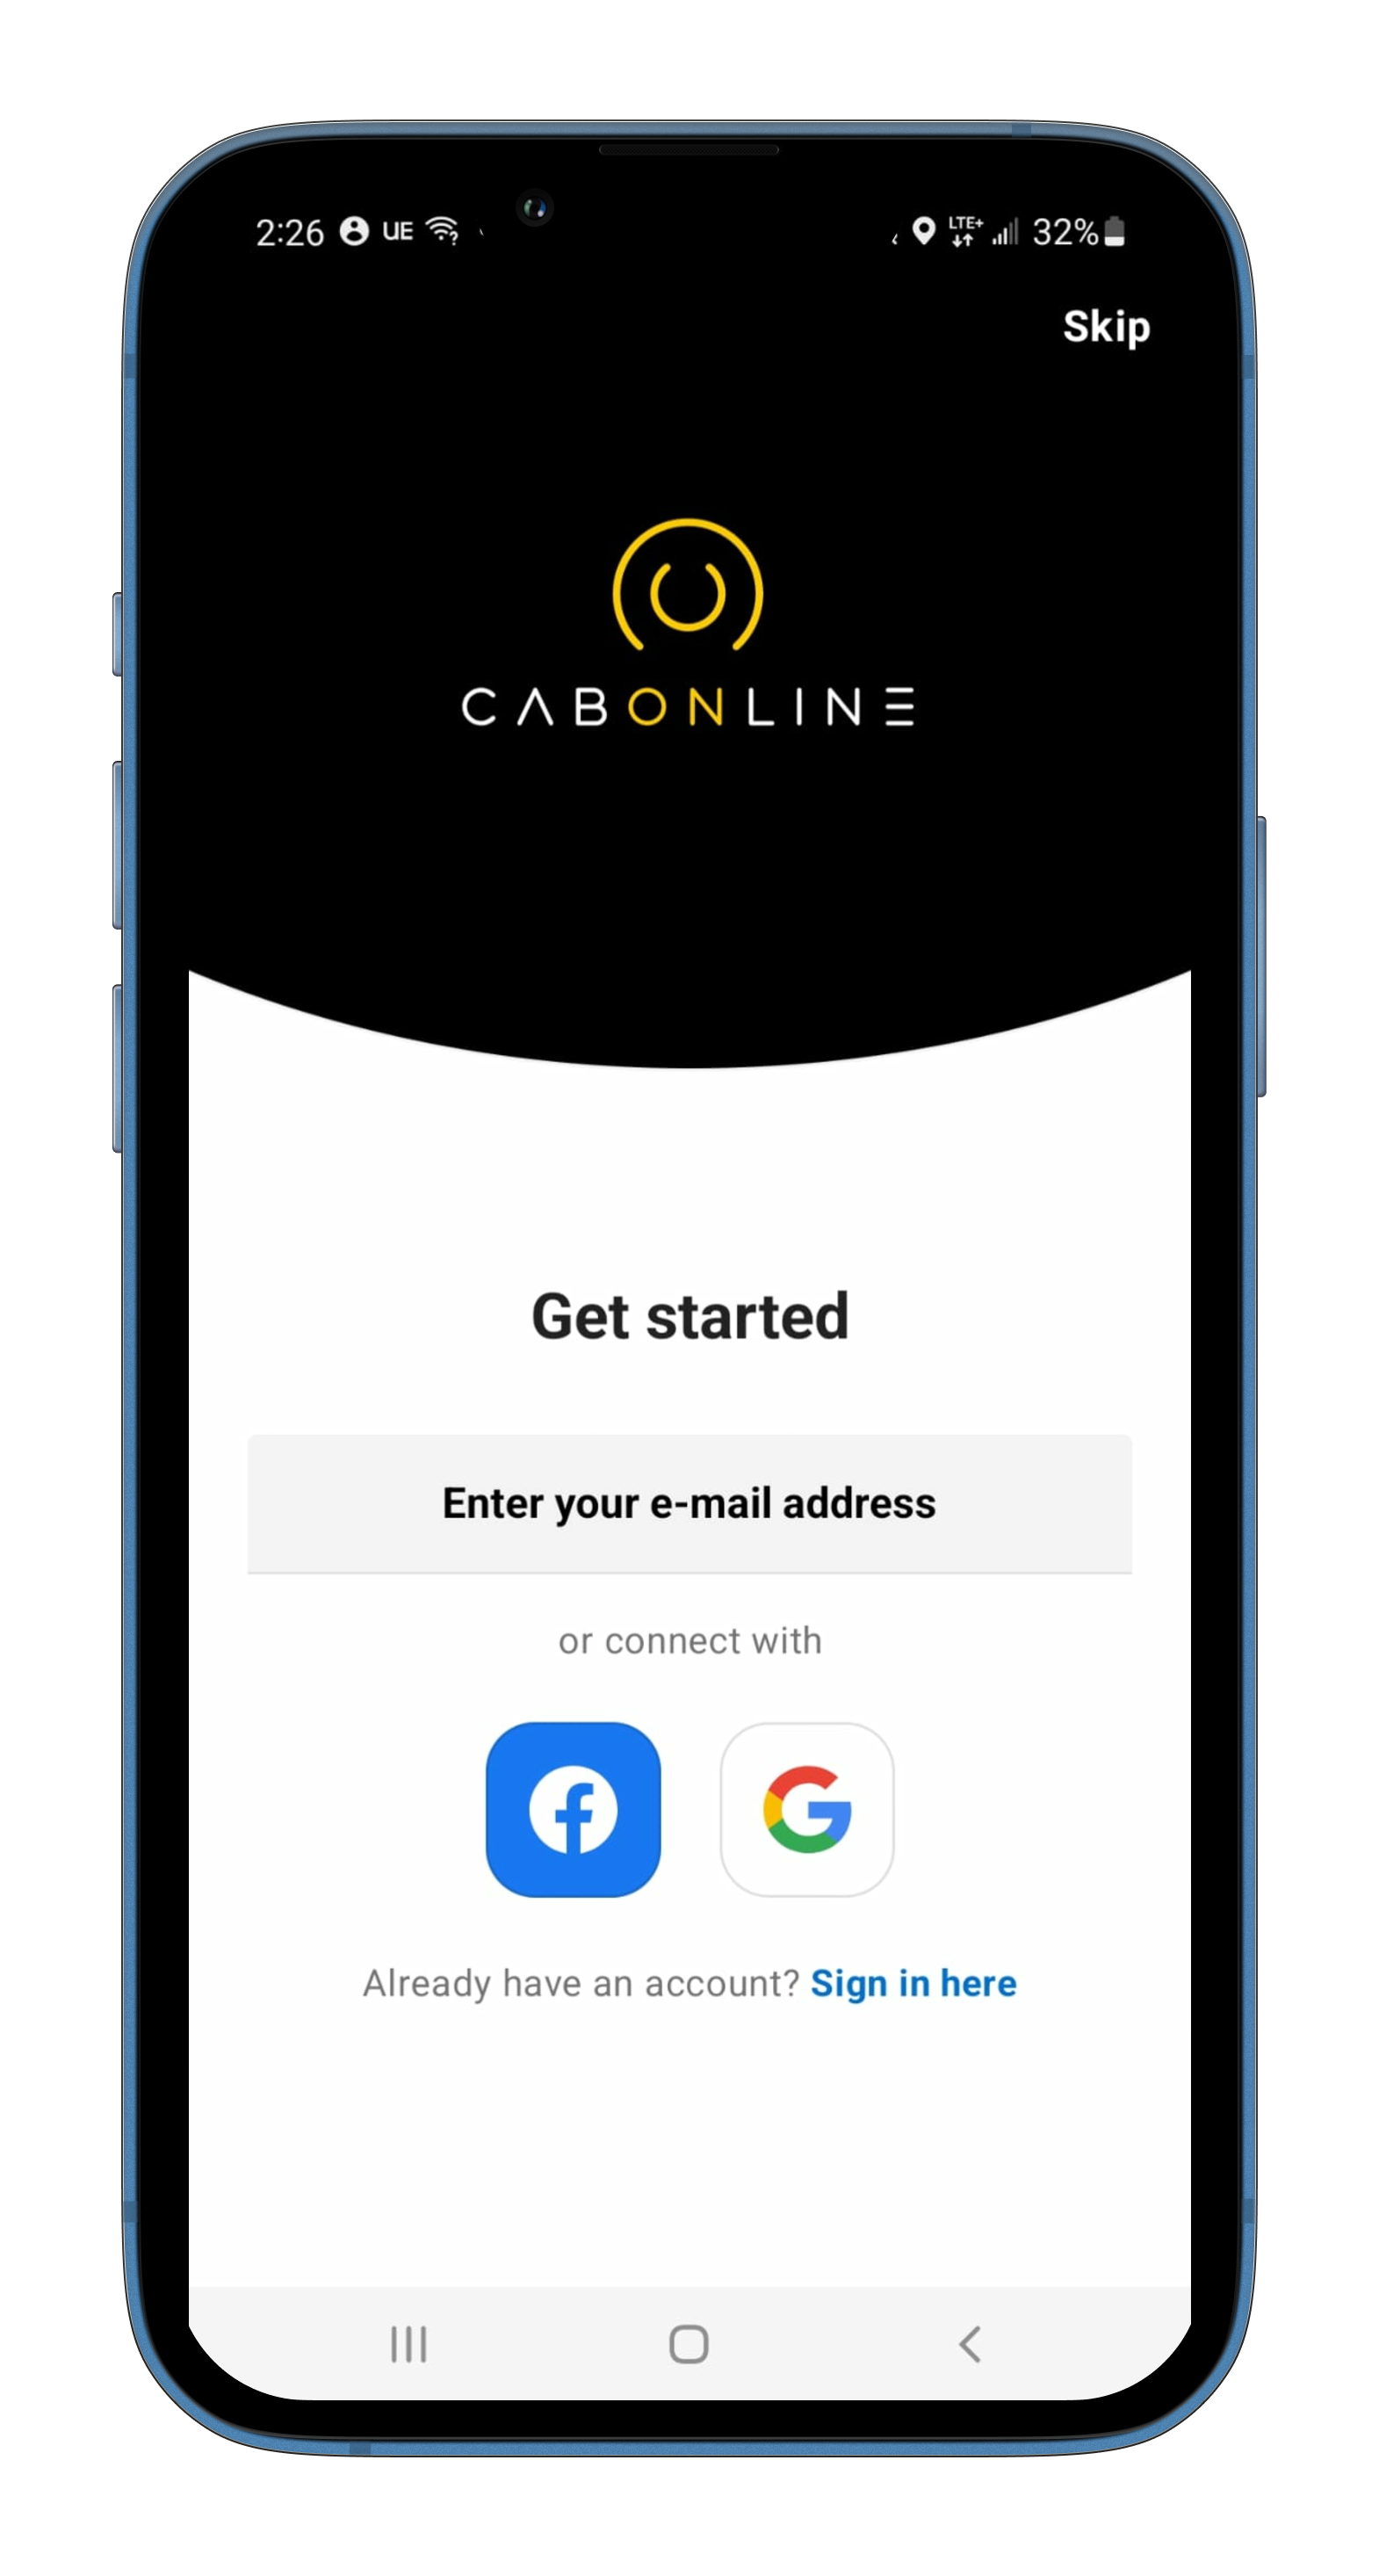 2:26 UE LTE+ 32%
Skip
CABONLINE
Get started
Enter your e-mail address
or connect with
Already have an account? Sign in here